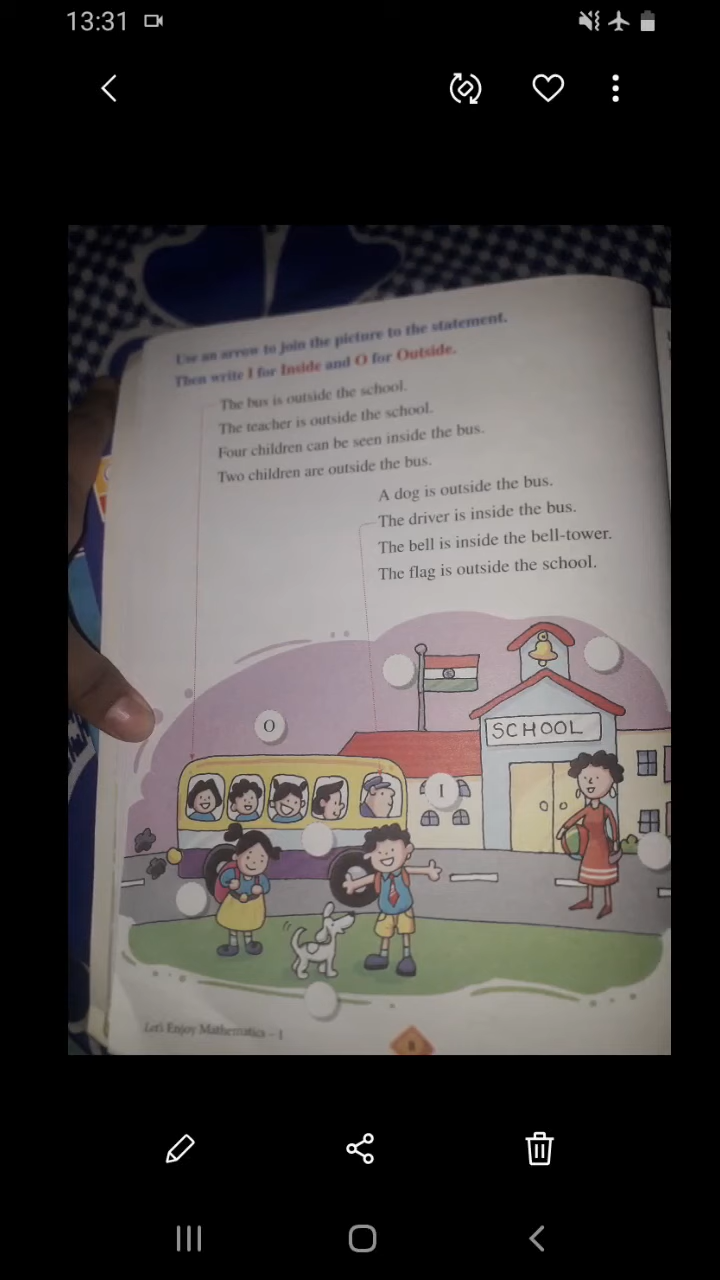 13:31
Use an arrow to join the picture to the statement.
Then write I for Inside and O for Outside.
The bus is outside the school.
The teacher is outside the school.
Four children can be seen inside the bus.
Two children are outside the bus.
A dog is outside the bus.
The driver is inside the bus.
The bell is inside the bell-tower.
The flag is outside the school.
O
SCHOOL
I
Let's Enjoy Mathematics – 1
8